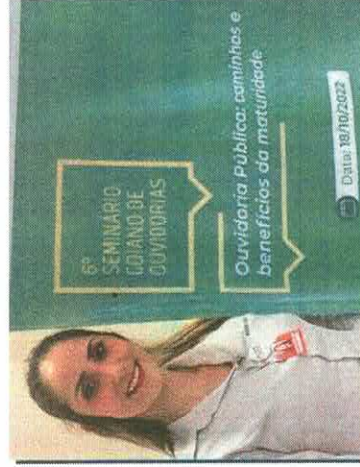 6º
SEMINÁRIO
GOIANO DE
OUVIDORIAS
Ouvidoria Pública: caminhos e
benefícios da maturidade
Data: 18/10/2022